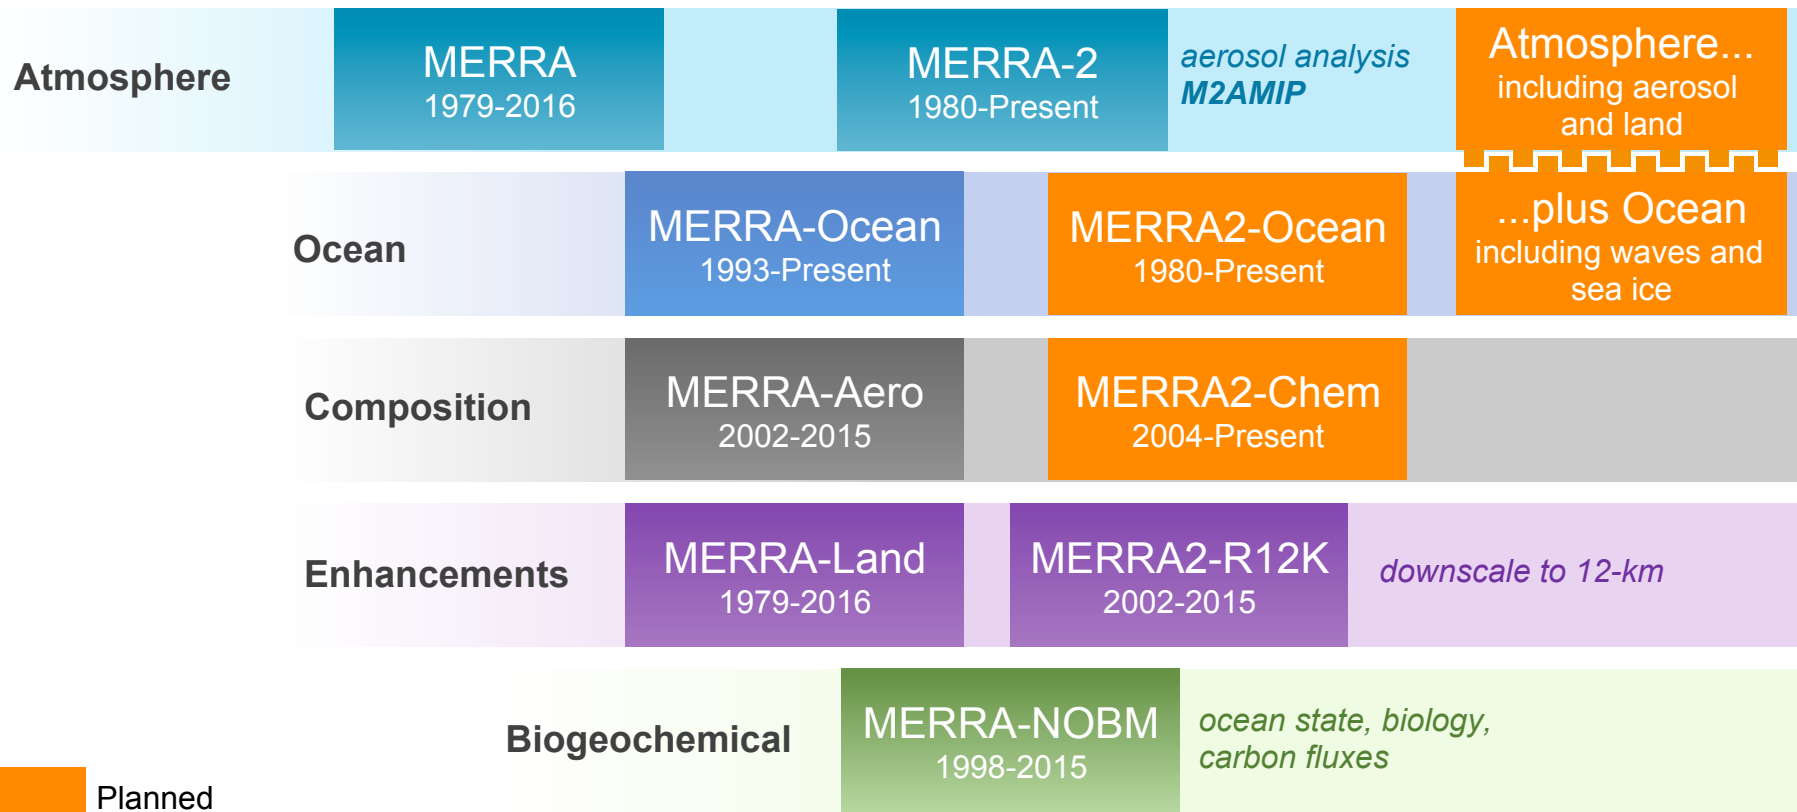 Atmosphere
MERRA
1979-2016
MERRA-2
1980-Present
aerosol analysis
M2AMIP
Atmosphere...
including aerosol
and land
Ocean
MERRA-Ocean
1993-Present
MERRA2-Ocean
1980-Present
...plus Ocean
including waves and
sea ice
Composition
MERRA-Aero
2002-2015
MERRA2-Chem
2004-Present
Enhancements
MERRA-Land
1979-2016
MERRA2-R12K
2002-2015
downscale to 12-km
Biogeochemical
MERRA-NOBM
1998-2015
ocean state, biology,
carbon fluxes
Planned